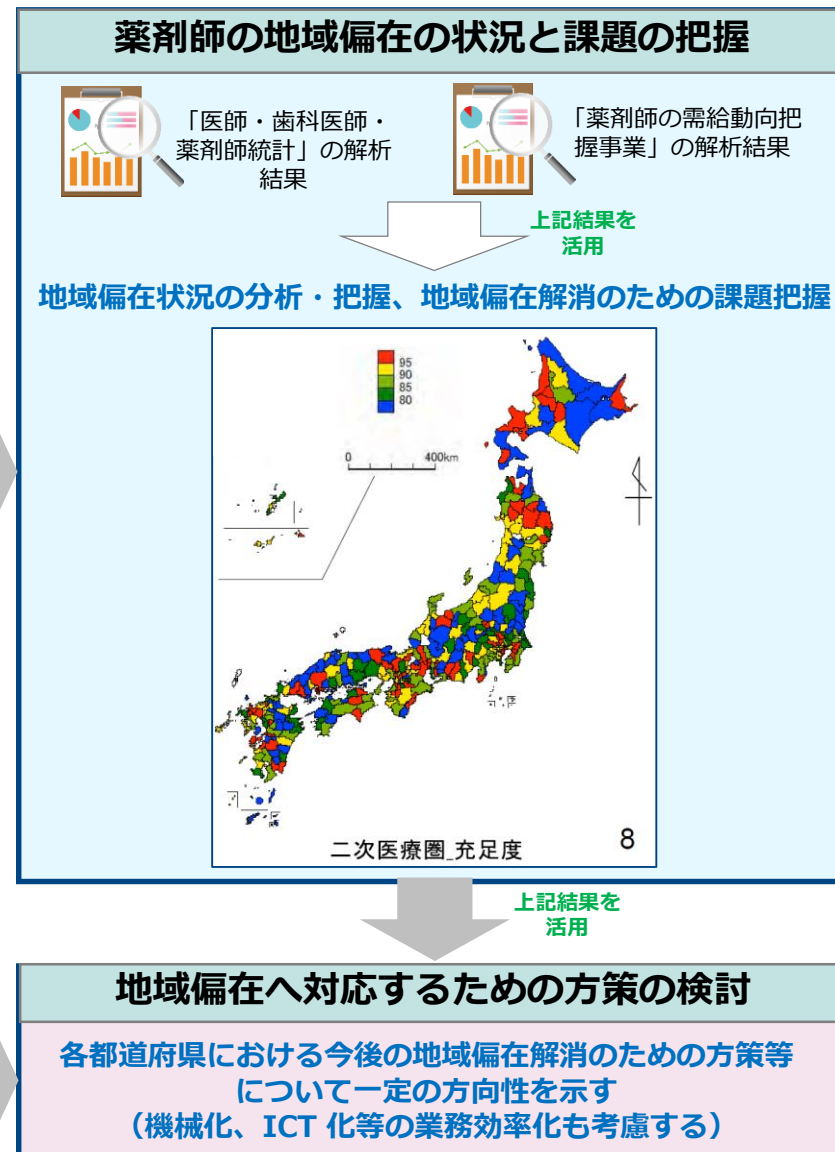 薬剤師の地域偏在の状況と課題の把握
「医師・歯科医師・
薬剤師統計」の解析
結果
「薬剤師の需給動向把
握事業」の解析結果
上記結果を
活用
地域偏在状況の分析・把握、地域偏在解消のための課題把握
95
90
85
80
0 400km
二次医療圏_充足度
8
上記結果を
活用
地域偏在へ対応するための方策の検討
各都道府県における今後の地域偏在解消のための方策等
について一定の方向性を示す
（機械化、ICT 化等の業務効率化も考慮する）